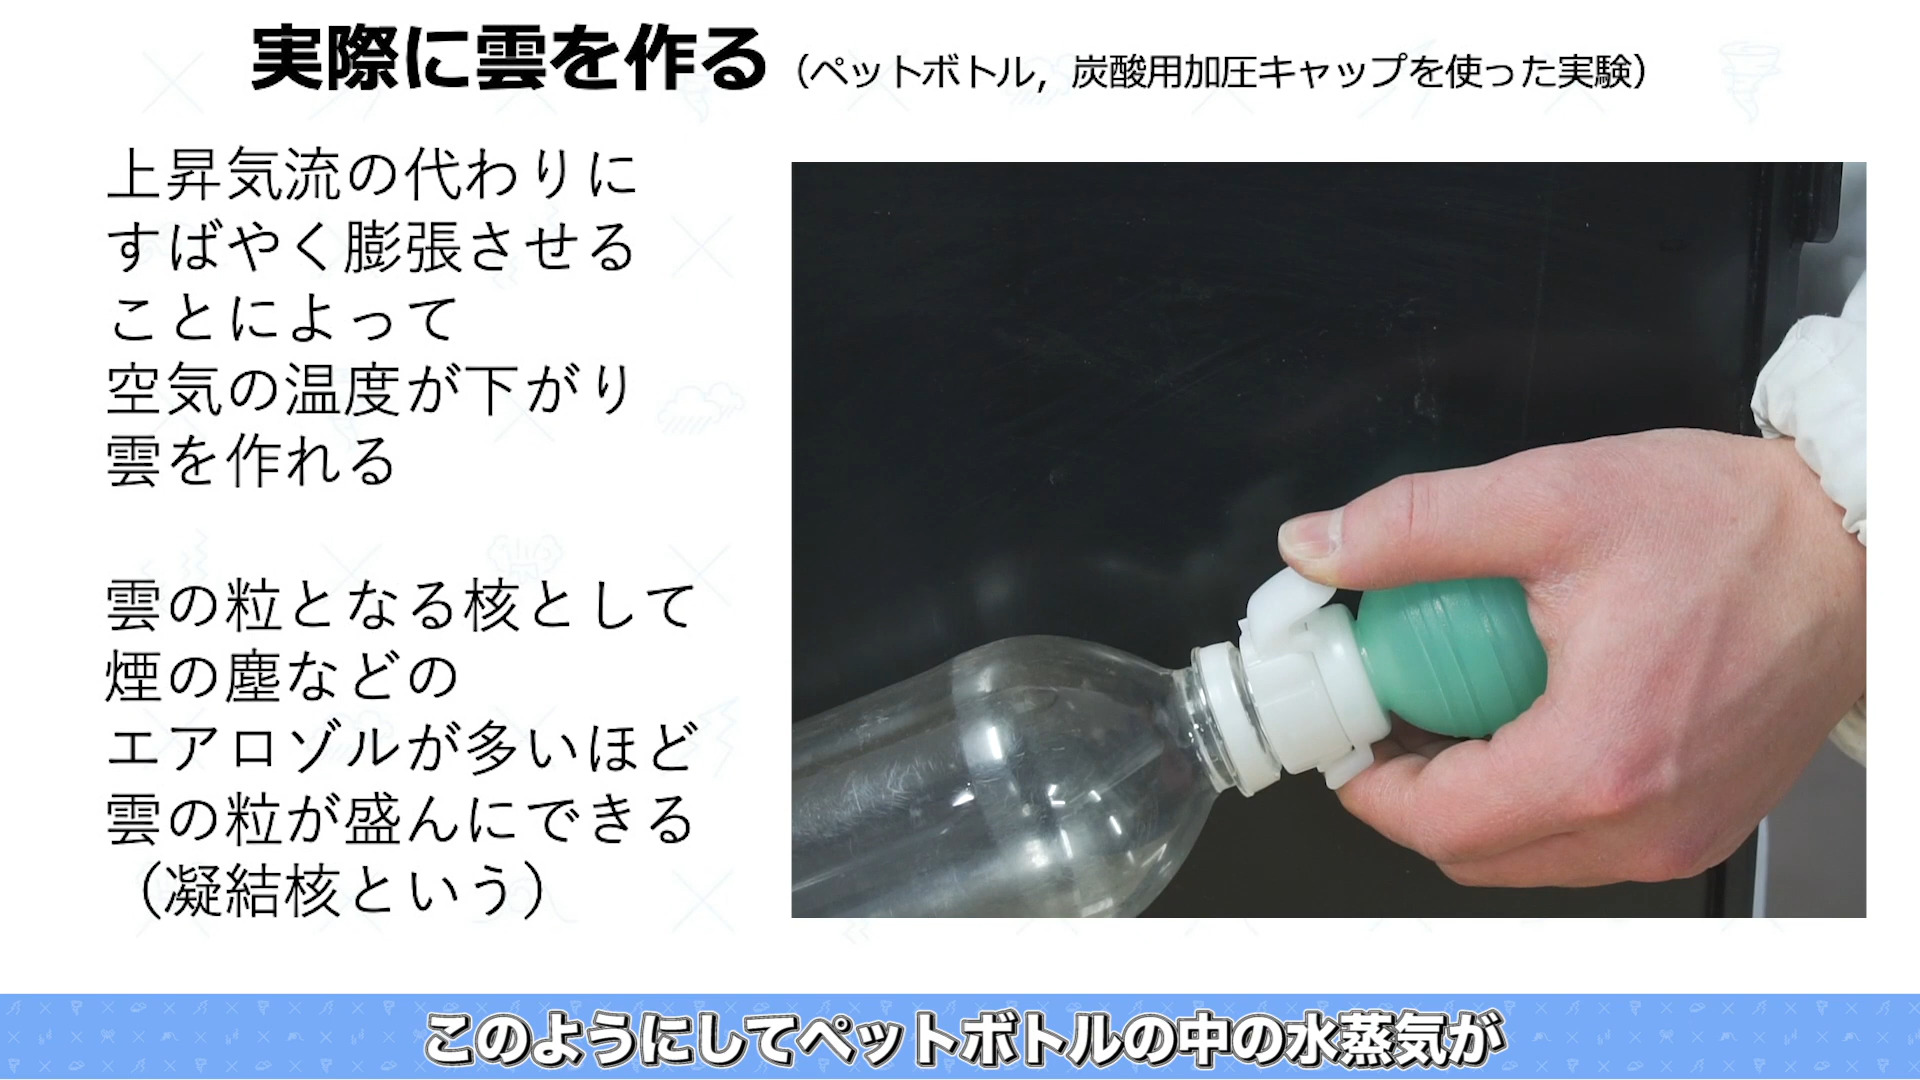 実際に雲を作る（ペットボトル，炭酸用加圧キャップを使った実験）
上昇気流の代わりに
すばやく膨張させる
ことによって
空気の温度が下がり
雲を作れる
雲の粒となる核として
煙の塵などの
エアロゾルが多いほど
雲の粒が盛んにできる
（凝結核という）
このようにしてペットボトルの中の水蒸気が